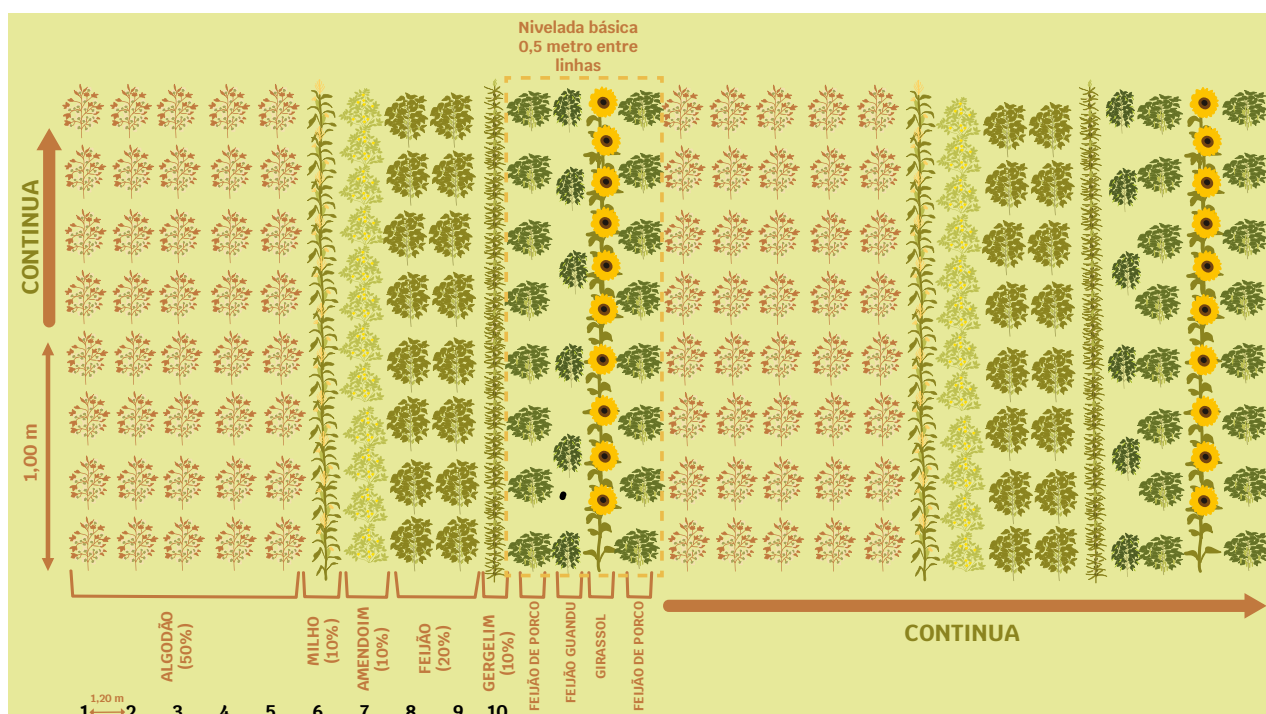 Nivelada básica
0,5 metro entre
linhas
CONTINUA
1,00 m
ALGODÃO
(50%)
MILHO
(10%)
AMENDOIM
(10%)
FEIJÃO
(20%)
GERGELIM
(10%)
FEIJÃO DE PORCO
FEIJÃO GUANDU
GIRASSOL
FEIJÃO DE PORCO
CONTINUA
1,20 m
1 2 3 4 5 6 7 8 9 10